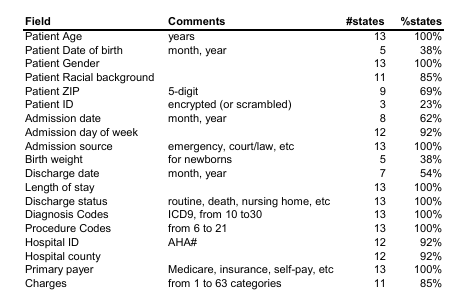 Field Comments #states %states
Patient Age years 13 100%
Patient Date of birth month, year 5 38%
Patient Gender 13 100%
Patient Racial background 11 85%
Patient ZIP 5-digit 9 69%
Patient ID encrypted (or scrambled) 3 23%
Admission date month, year 8 62%
Admission day of week 12 92%
Admission source emergency, court/law, etc 13 100%
Birth weight for newborns 5 38%
Discharge date month, year 7 54%
Length of stay 13 100%
Discharge status routine, death, nursing home, etc 13 100%
Diagnosis Codes ICD9, from 10 to30 13 100%
Procedure Codes from 6 to 21 13 100%
Hospital ID AHA# 12 92%
Hospital county 12 92%
Primary payer Medicare, insurance, self-pay, etc 13 100%
Charges from 1 to 63 categories 11 85%